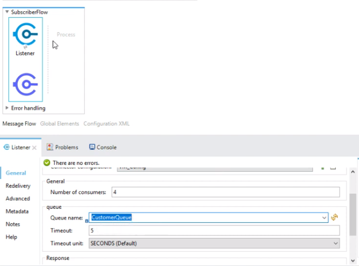 SubscriberFlow
Process
Listener
Error handling
Message Flow Global Elements Configuration XML
Listener Problems Console
There are no errors.
General
Redelivery
Advanced
Metadata
Notes
Help
General
Number of consumers: 4
queue
Queue name: CustomerQueue
Timeout: 5
Timeout unit: SECONDS (Default)
Response